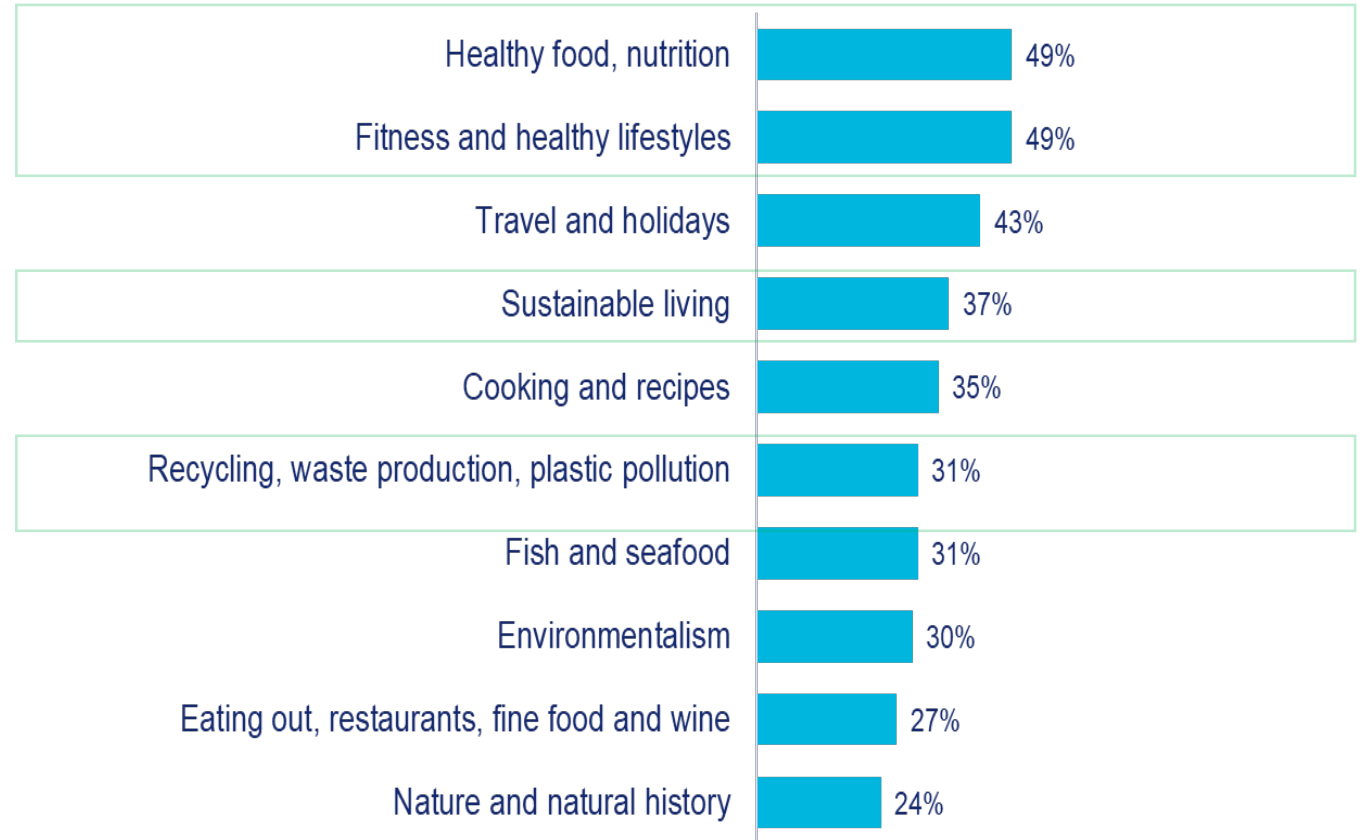 Healthy food, nutrition 49%
Fitness and healthy lifestyles 49%
Travel and holidays 43%
Sustainable living 37%
Cooking and recipes 35%
Recycling, waste production, plastic pollution 31%
Fish and seafood 31%
Environmentalism 30%
Eating out, restaurants, fine food and wine 27%
Nature and natural history 24%